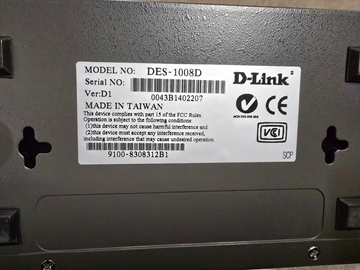 MODEL NO: DES-1008D
D-Link
Serial NO:
Ver:D1 0043B1402207
MADE IN TAIWAN
This device complies with part 15 of the FCC Rules
Operation is subject to the following conditions:
(1)this device may not cause harmful interference and
(2)this device must accept any interference received,
including interference that may cause undesired operation.
VCI
9100-8308312B1
SCP